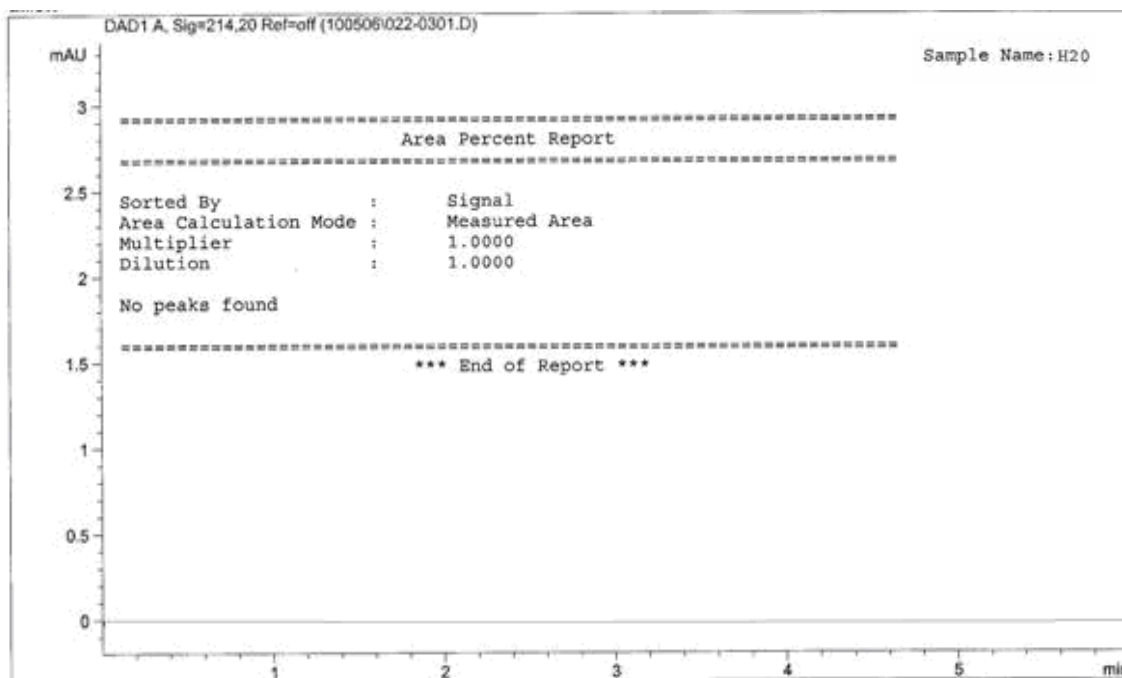 DAD1 A, Sig=214,20 Ref=off (100506\022-0301.D)
mAU
Sample Name:H20
3
==========================================================================
Area Percent Report
==========================================================================
2.5
Sorted By : Signal
Area Calculation Mode : Measured Area
Multiplier : 1.0000
Dilution : 1.0000
2
No peaks found
==========================================================================
1.5
*** End of Report ***
1
0.5
0
1 2 3 4 5 min